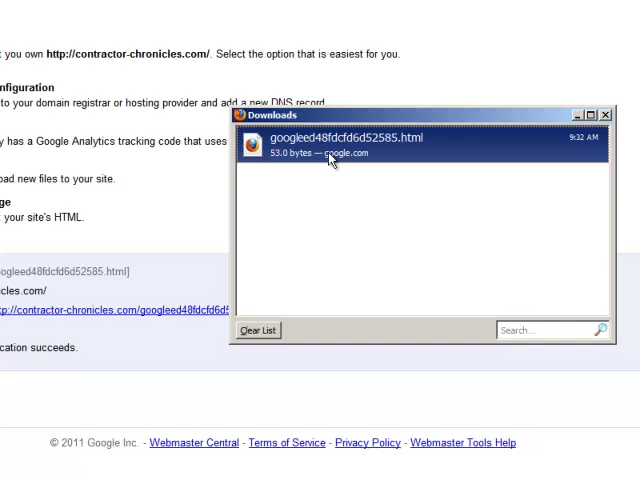 t you own http://contractor-chronicles.com/. Select the option that is easiest for you.
nfiguration
to your domain registrar or hosting provider and add a new DNS record.
Downloads
googleed48fdcfd6d52585.html 9:32 AM
53.0 bytes — google.com
y has a Google Analytics tracking code that uses
oad new files to your site.
ge
t your site's HTML.
ogleed48fdcfd6d52585.html]
cles.com/
tp://contractor-chronicles.com/googleed48fdcfd6d5
cation succeeds.
Clear List Search...
© 2011 Google Inc. - Webmaster Central - Terms of Service - Privacy Policy - Webmaster Tools Help